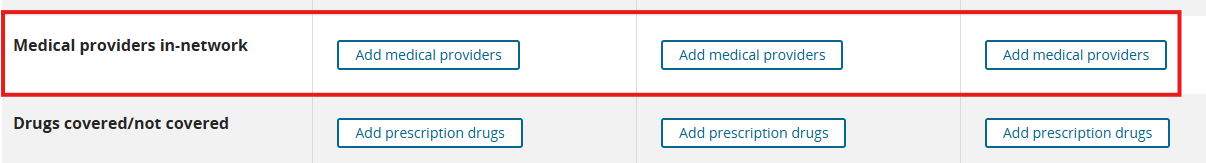 Medical providers in-network
Add medical providers
Add medical providers
Add medical providers
Drugs covered/not covered
Add prescription drugs
Add prescription drugs
Add prescription drugs